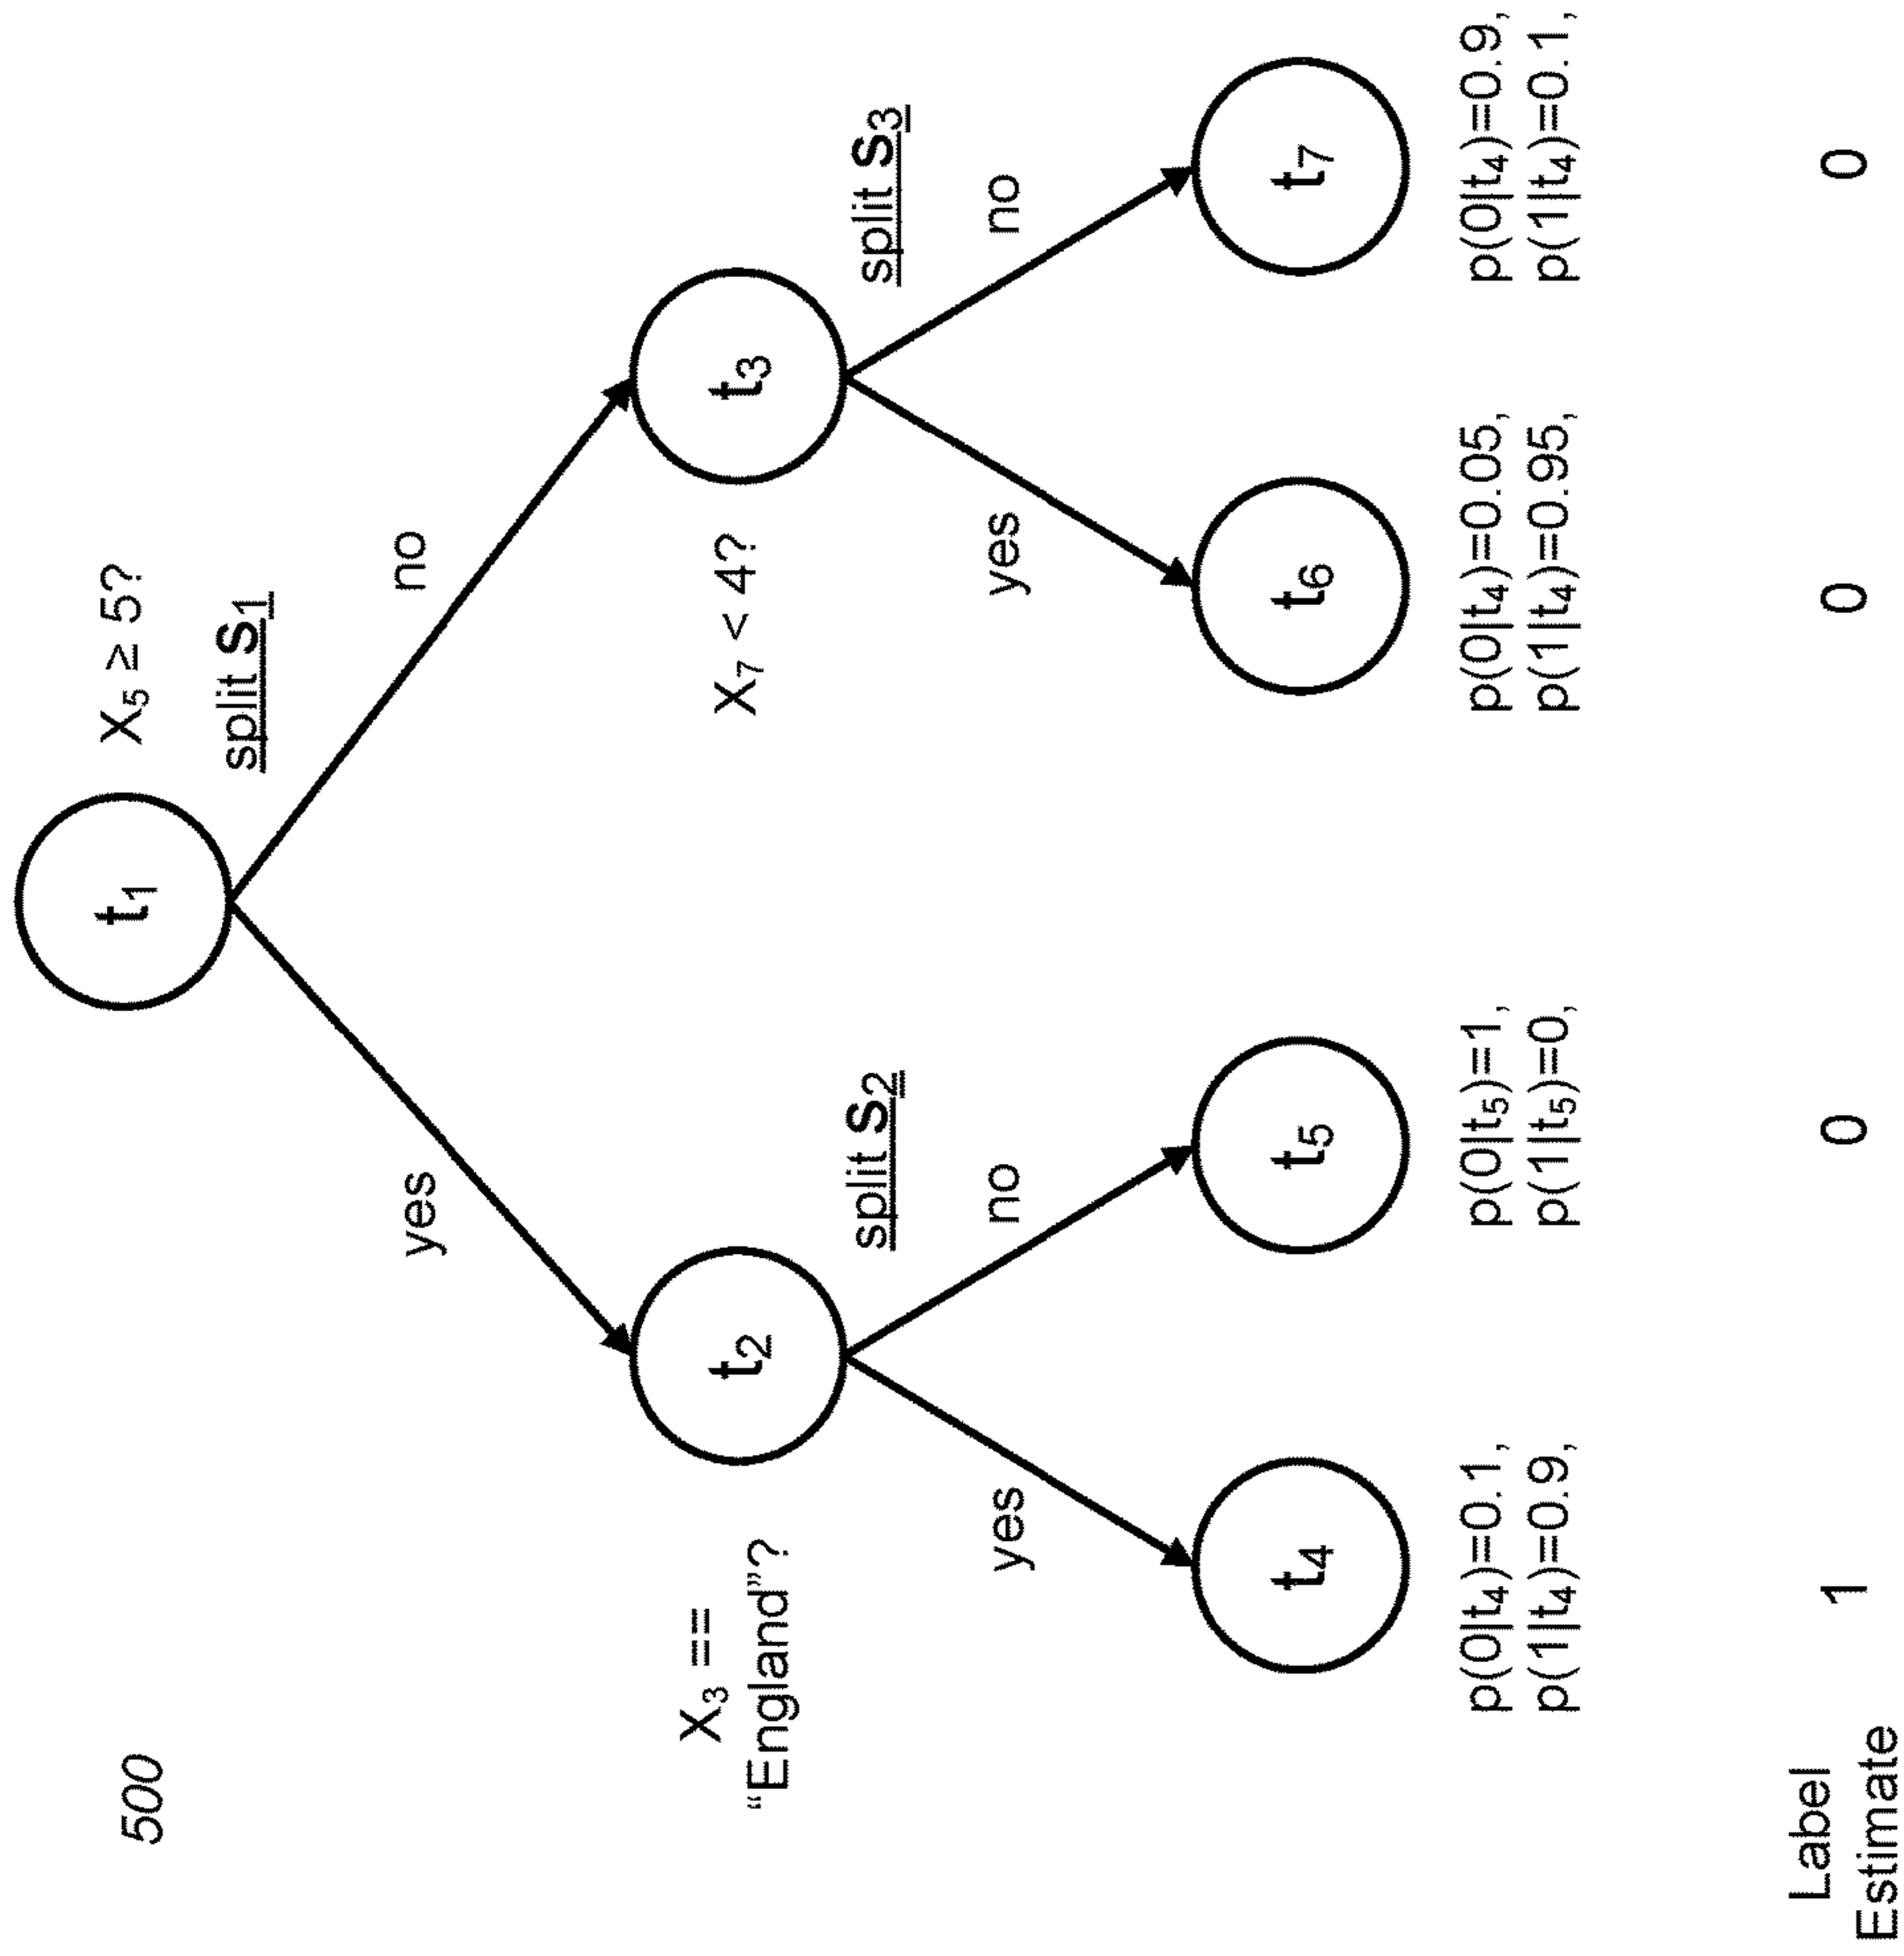 500
t₁
X₅ ≥ 5?
split s₁
yes
no
X₃ ==
“England”?
t₂
split s₂
X₇ < 4?
t₃
split s₃
yes
no
yes
no
t₄
t₅
t₆
t₇
p(0|t₄)=0.1,
p(1|t₄)=0.9,
p(0|t₅)=1,
p(1|t₅)=0,
p(0|t₄)=0.05,
p(1|t₄)=0.95,
p(0|t₄)=0.9,
p(1|t₄)=0.1,
Label
Estimate
1
0
0
0